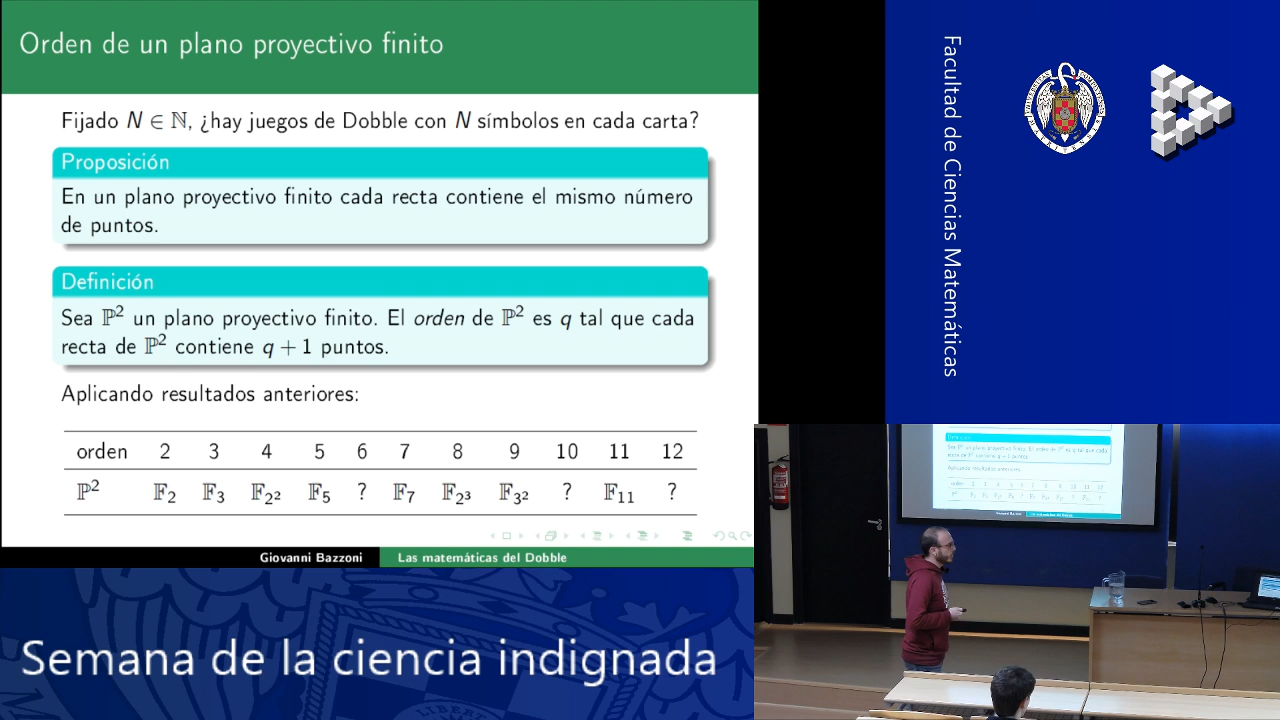 Orden de un plano proyectivo finito
Fijado N ∈ ℕ, ¿hay juegos de Dobble con N símbolos en cada carta?
Proposición
En un plano proyectivo finito cada recta contiene el mismo número
de puntos.
Definición
Sea ℙ² un plano proyectivo finito. El orden de ℙ² es q tal que cada
recta de ℙ² contiene q + 1 puntos.
Aplicando resultados anteriores:
orden 2 3 4 5 6 7 8 9 10 11 12
ℙ² 𝔽₂ 𝔽₃ 𝔽₂² 𝔽₅ ? 𝔽₇ 𝔽₂³ 𝔽₃² ? 𝔽₁₁ ?
Giovanni Bazzoni Las matemáticas del Dobble
Semana de la ciencia indignada
Facultad de Ciencias Matemáticas